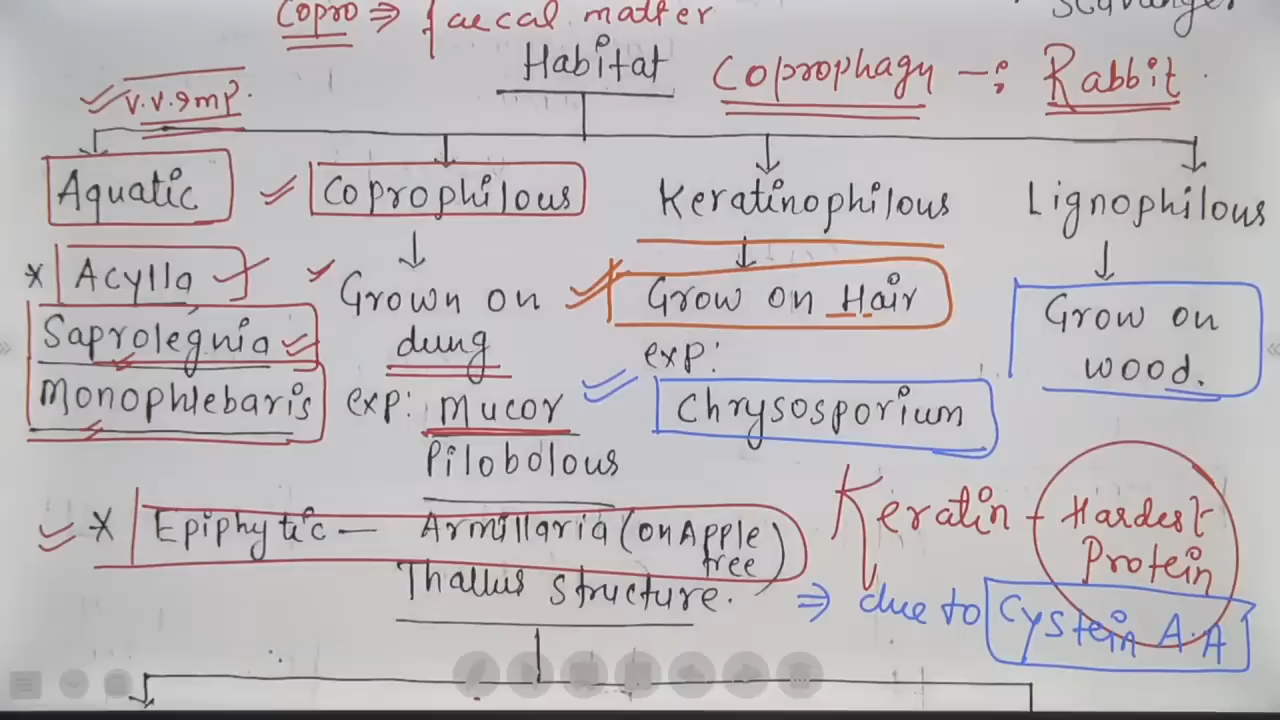 Copro ⇒ faecal matter
Scavanger
Habitat
Coprophagy -: Rabbit
V.V.Imp.
Aquatic
Coprophilous
Keratinophilous
Lignophilous
* Acylla
Saprolegnia
Monophlebaris
Grown on
dung
exp: Mucor
Pilobolous
Grow on Hair
exp:
Chrysosporium
Grow on
wood.
* Epiphytic — Armillaria (on Apple
tree)
Keratin - Hardest
Protein
⇒ due to Cystein A.A
Thallus structure.